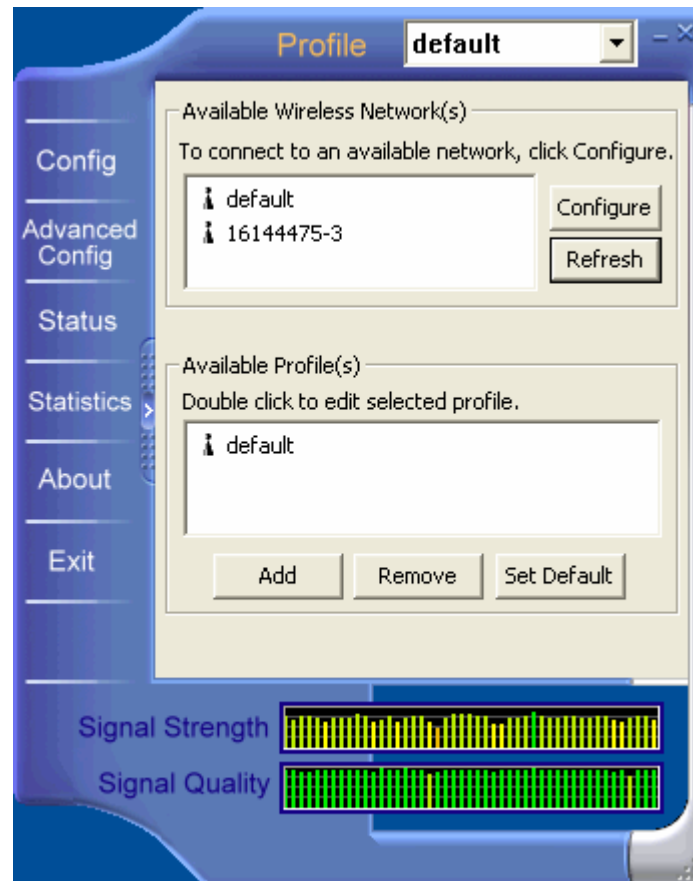 Profile default
Available Wireless Network(s)
To connect to an available network, click Configure.
default
16144475-3
Configure
Refresh
Available Profile(s)
Double click to edit selected profile.
default
Add Remove Set Default
Config
Advanced
Config
Status
Statistics
About
Exit
Signal Strength
Signal Quality